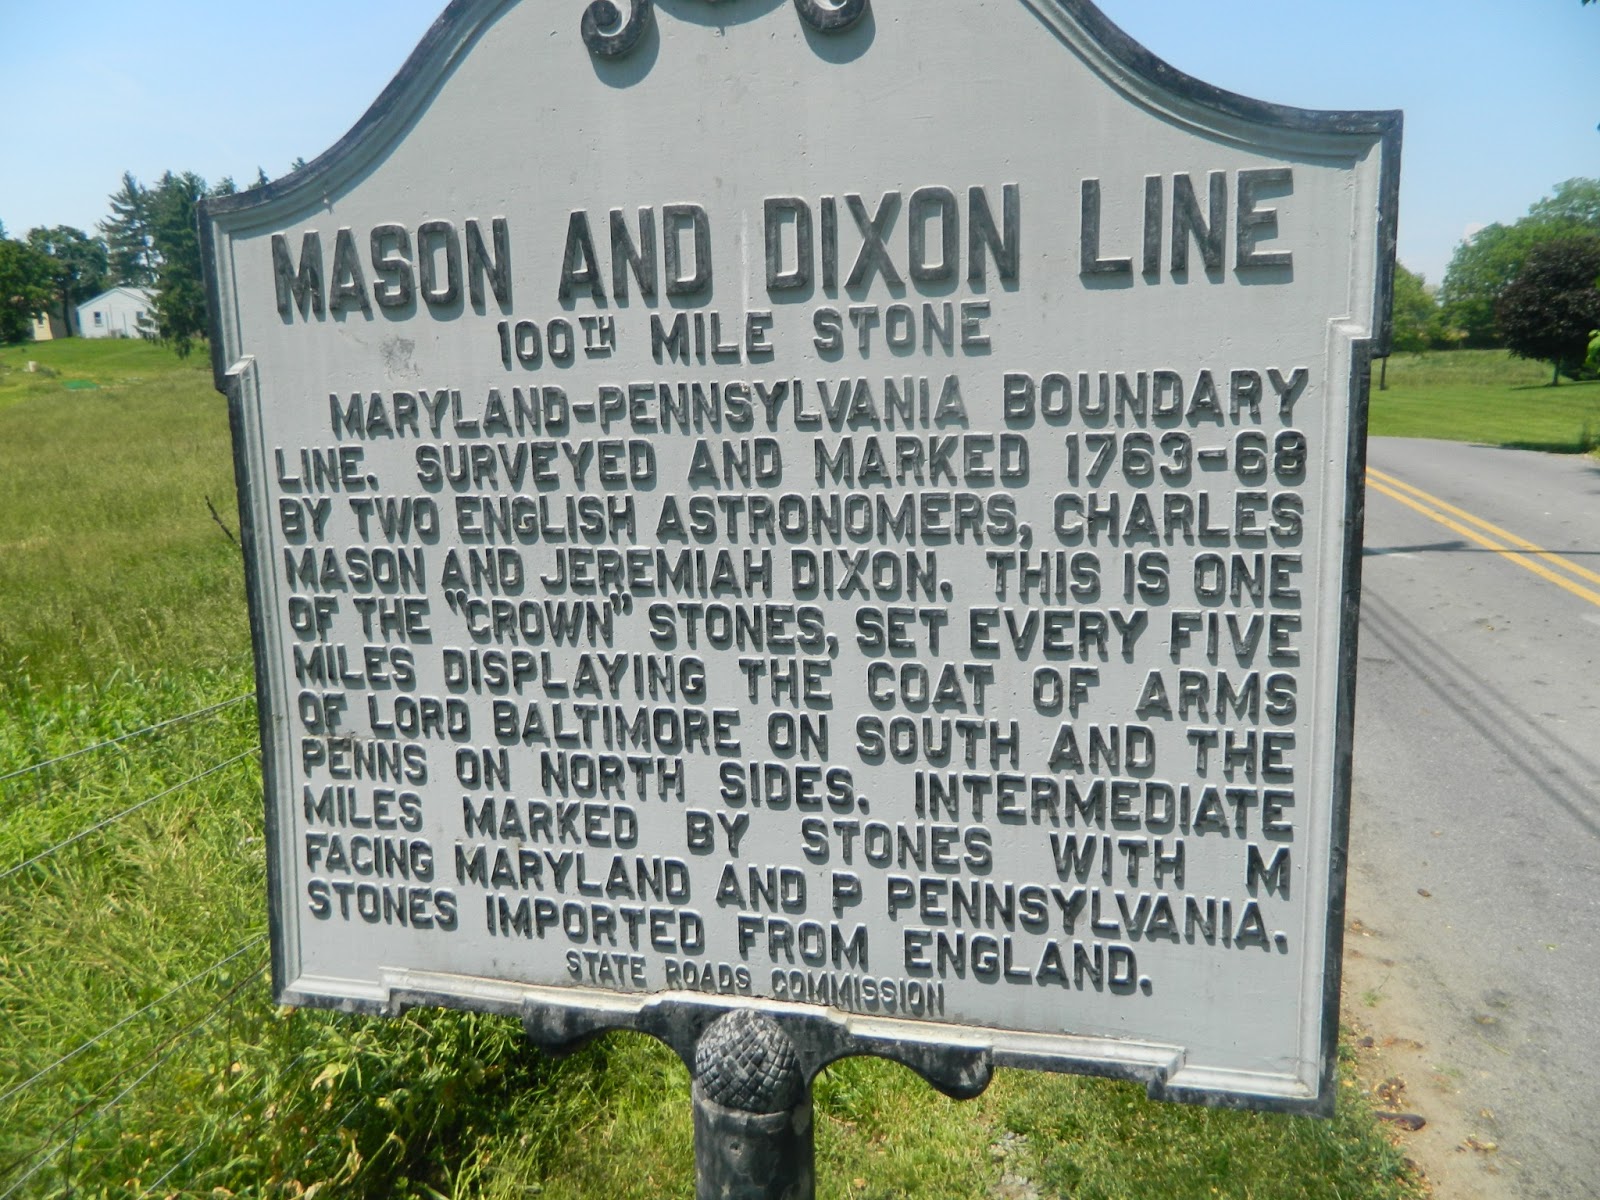 MASON AND DIXON LINE
100TH MILE STONE
MARYLAND-PENNSYLVANIA BOUNDARY
LINE. SURVEYED AND MARKED 1763-68
BY TWO ENGLISH ASTRONOMERS, CHARLES
MASON AND JEREMIAH DIXON. THIS IS ONE
OF THE "CROWN" STONES, SET EVERY FIVE
MILES DISPLAYING THE COAT OF ARMS
OF LORD BALTIMORE ON SOUTH AND THE
PENNS ON NORTH SIDES. INTERMEDIATE
MILES MARKED BY STONES WITH M
FACING MARYLAND AND P PENNSYLVANIA.
STONES IMPORTED FROM ENGLAND.
STATE ROADS COMMISSION